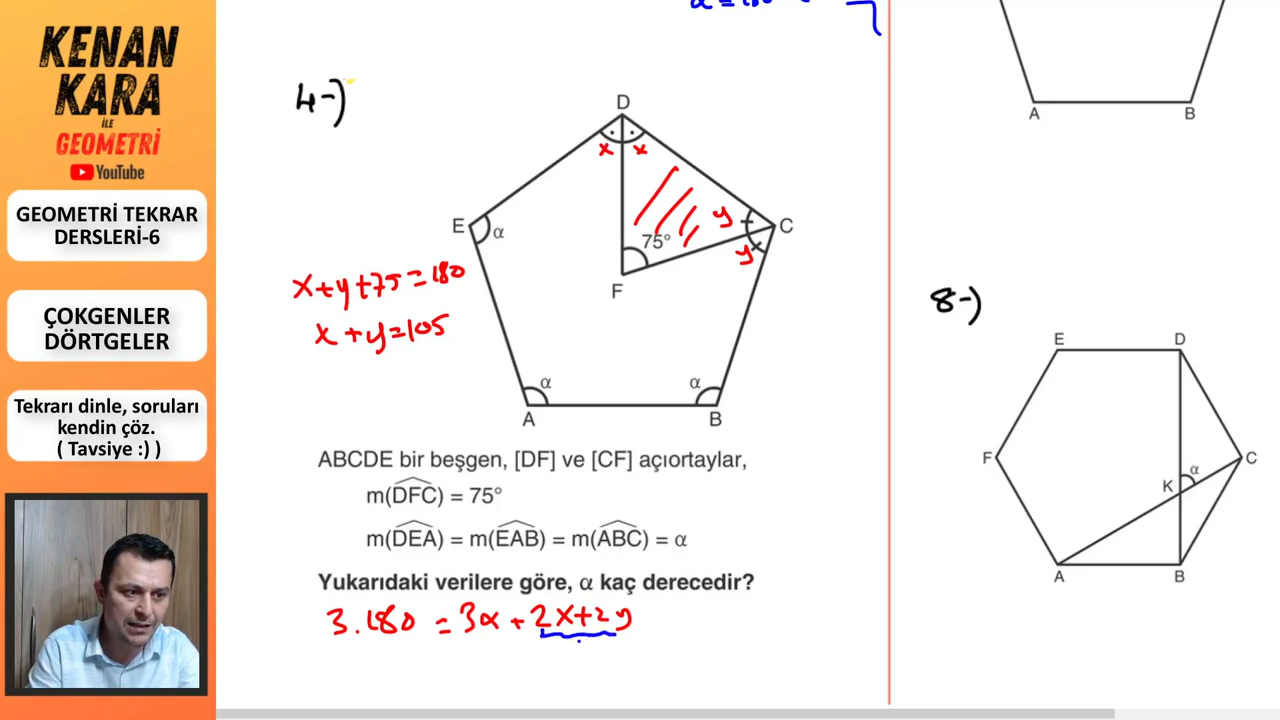 KENAN
KARA
İLE
GEOMETRİ
YouTube
GEOMETRİ TEKRAR
DERSLERİ-6
ÇOKGENLER
DÖRTGELER
Tekrarı dinle, soruları
kendin çöz.
( Tavsiye :) )
4-)
D
x x
E α
y C
75°
y
F
x+y+75=180
x+y=105
α α
A B
ABCDE bir beşgen, [DF] ve [CF] açıortaylar,
m(DFC) = 75°
m(DEA) = m(EAB) = m(ABC) = α
Yukarıdaki verilere göre, α kaç derecedir?
3.180 = 3α + 2x+2y
A B
8-)
E D
F C
α
K
A B